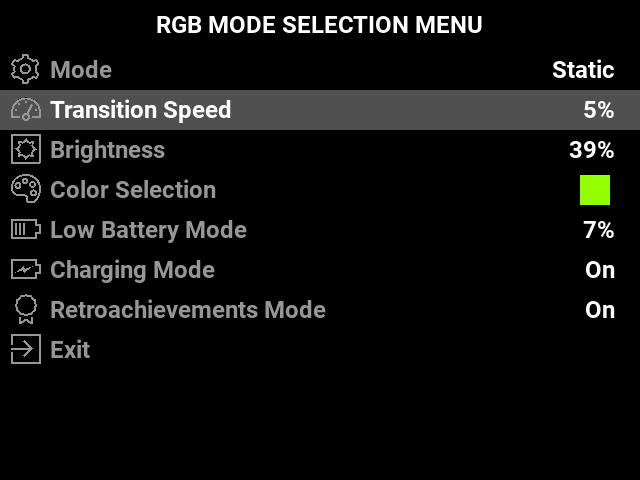 RGB MODE SELECTION MENU
Mode Static
Transition Speed 5%
Brightness 39%
Color Selection
Low Battery Mode 7%
Charging Mode On
Retroachievements Mode On
Exit